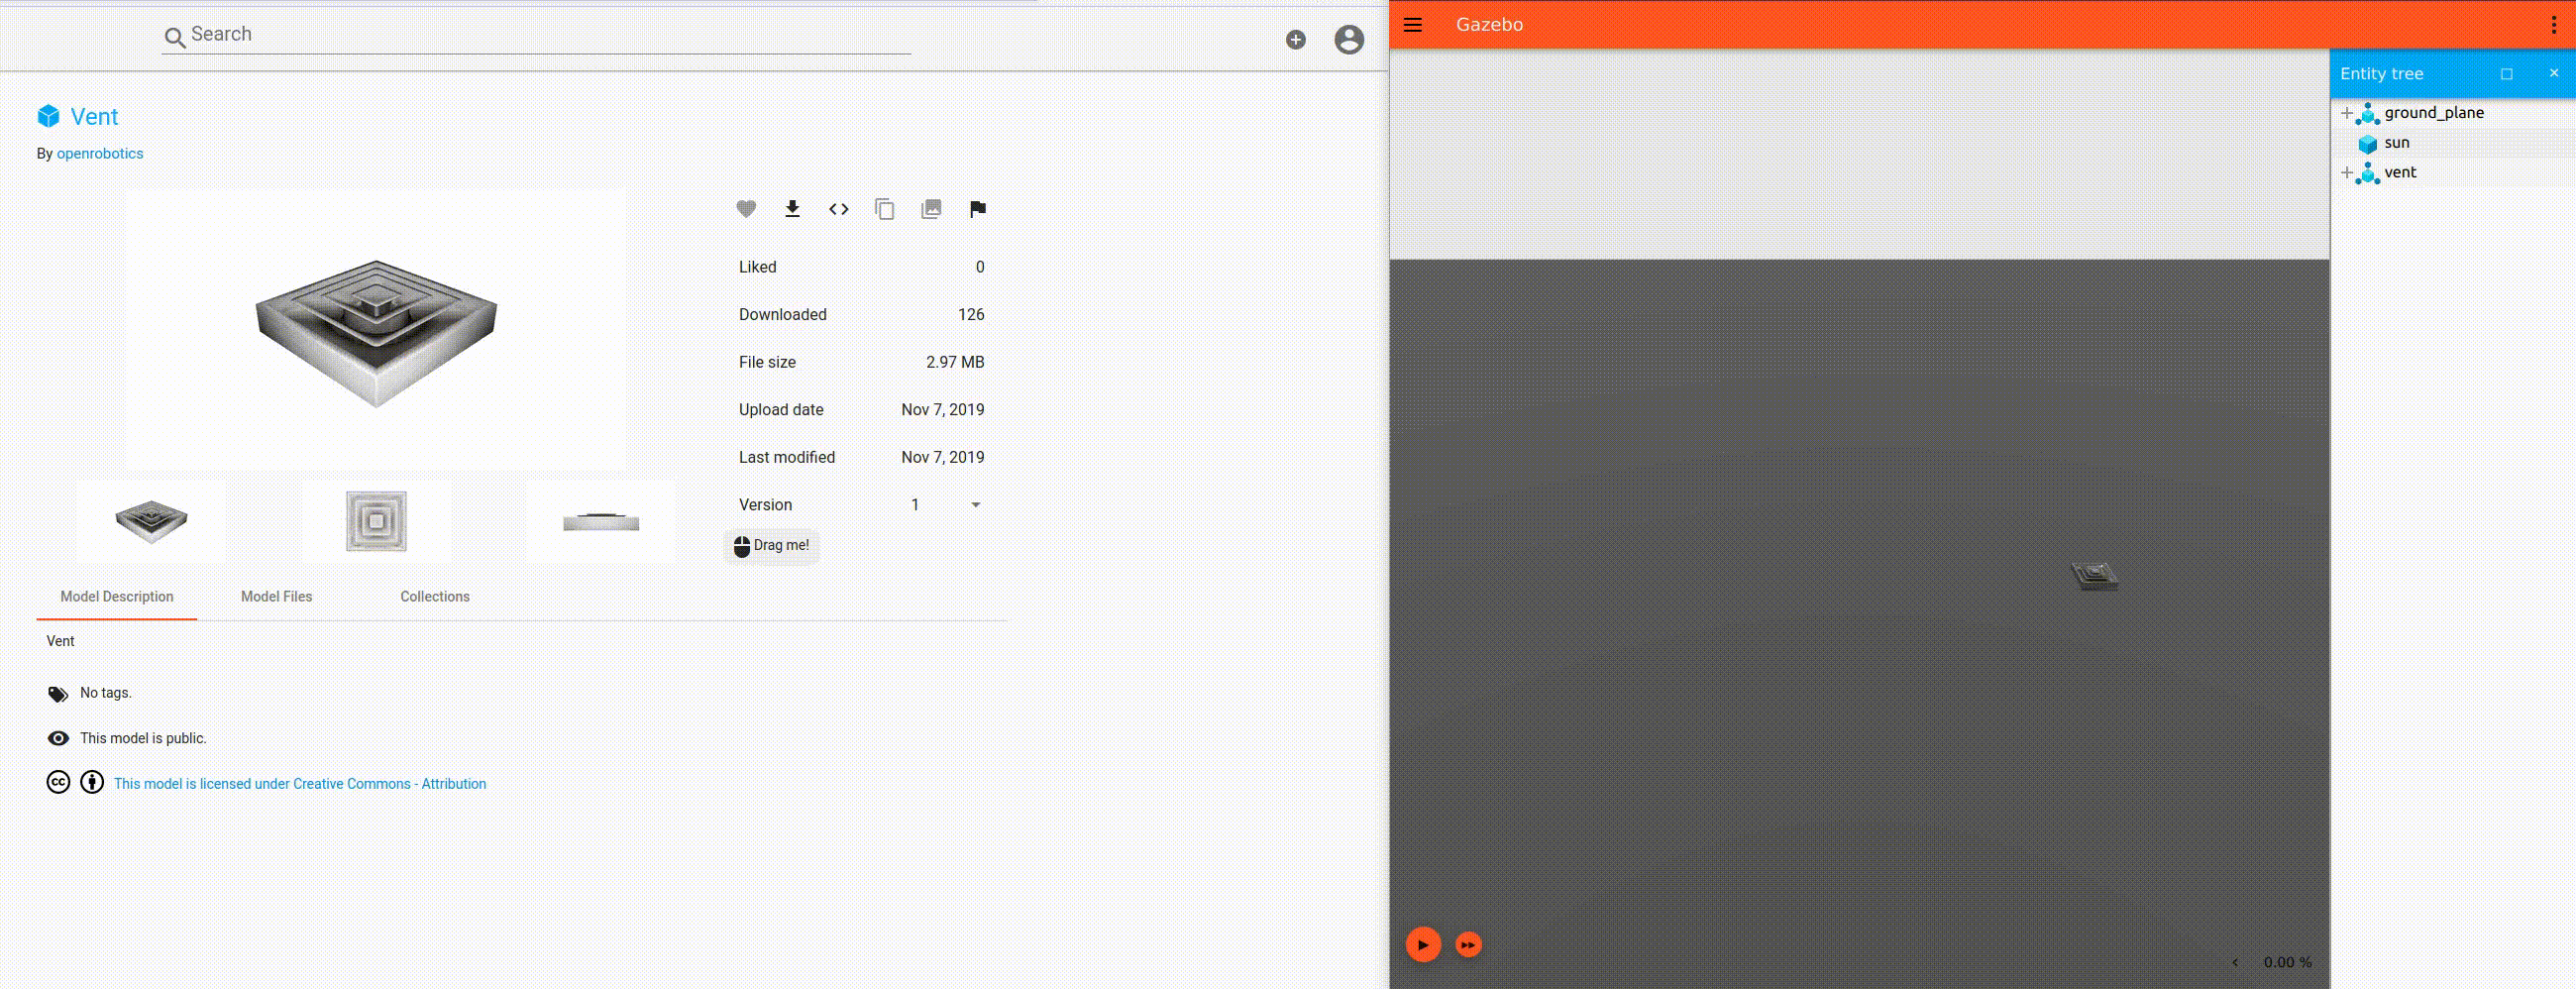 Search
Vent
By openrobotics
Liked 0
Downloaded 126
File size 2.97 MB
Upload date Nov 7, 2019
Last modified Nov 7, 2019
Version 1
Drag me!
Model Description Model Files Collections
Vent
No tags.
This model is public.
cc This model is licensed under Creative Commons - Attribution
Gazebo
Entity tree
ground_plane
sun
vent
0.00 %